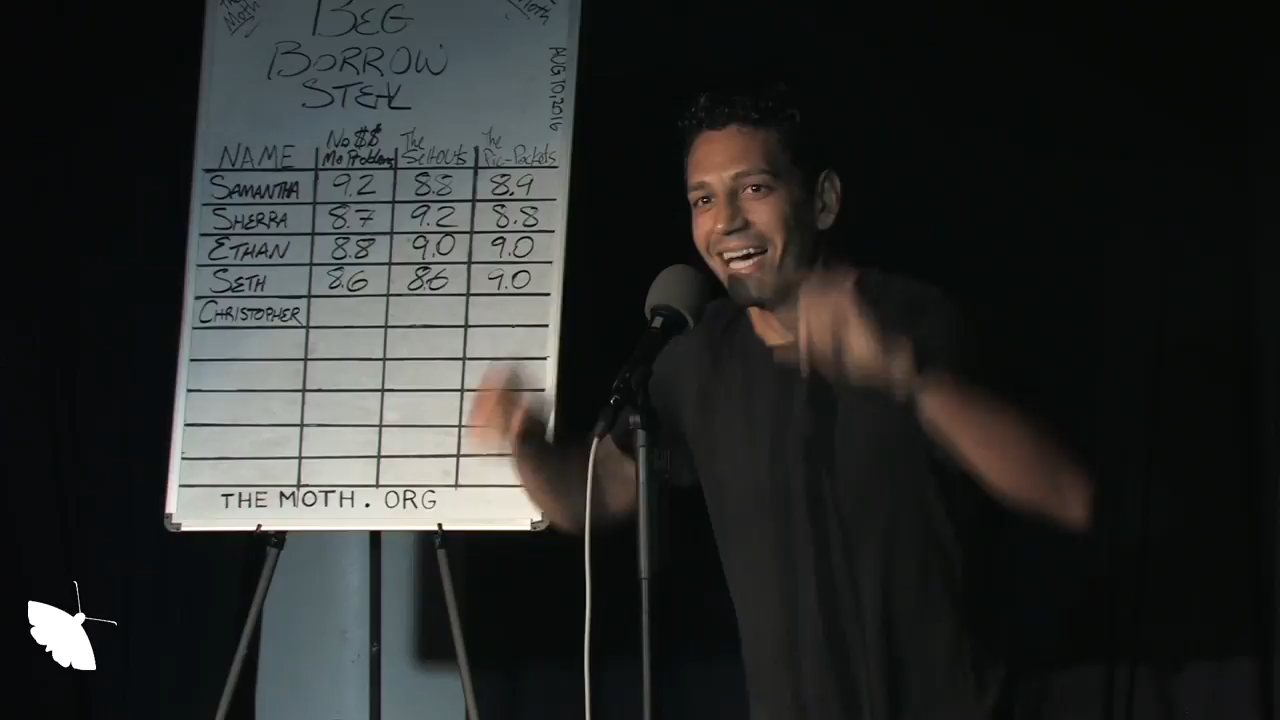 The Moth
Moth
BEG
BORROW
STEAL
AUG 10, 2016
NAME No $$ Mo Problems The Sellouts The Pic-Pockets
SAMANTHA 9.2 8.8 8.9
SHERRA 8.7 9.2 8.8
ETHAN 8.8 9.0 9.0
SETH 8.6 8.6 9.0
CHRISTOPHER
THE MOTH.ORG